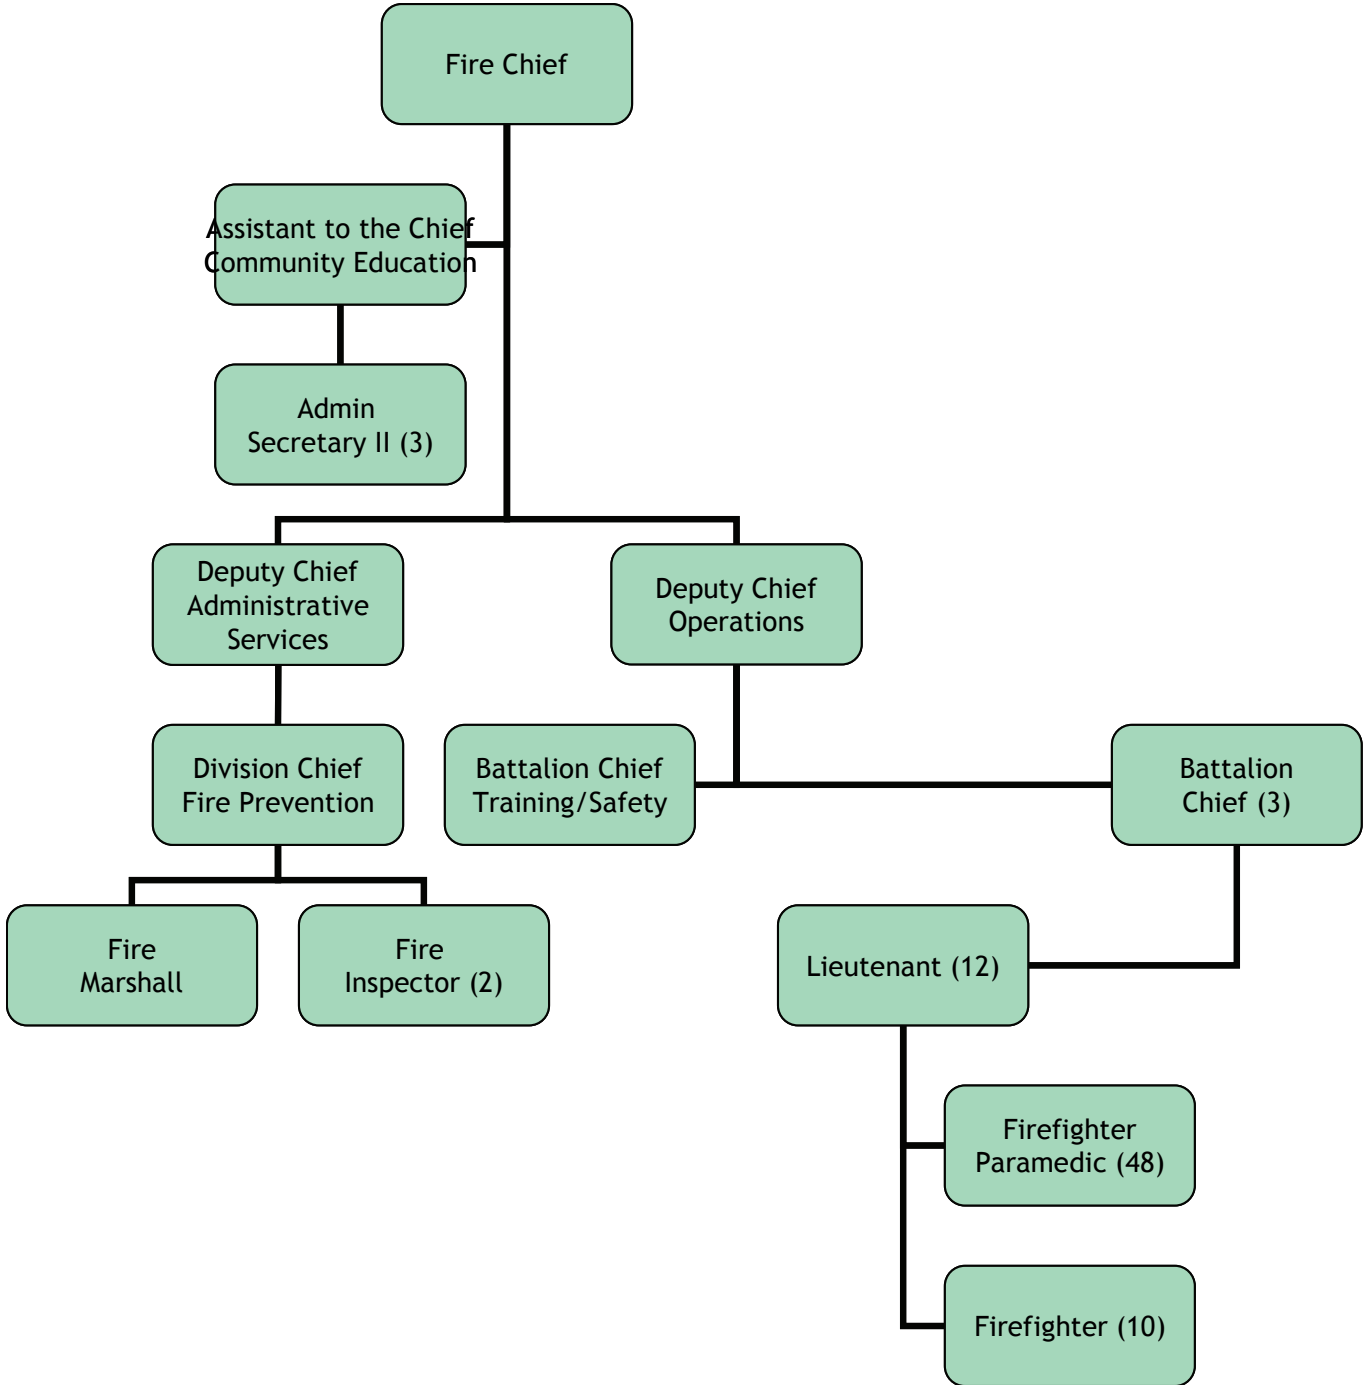 Fire Chief
Assistant to the Chief
Community Education
Admin
Secretary II (3)
Deputy Chief
Administrative
Services
Deputy Chief
Operations
Division Chief
Fire Prevention
Battalion Chief
Training/Safety
Battalion
Chief (3)
Fire
Marshall
Fire
Inspector (2)
Lieutenant (12)
Firefighter
Paramedic (48)
Firefighter (10)